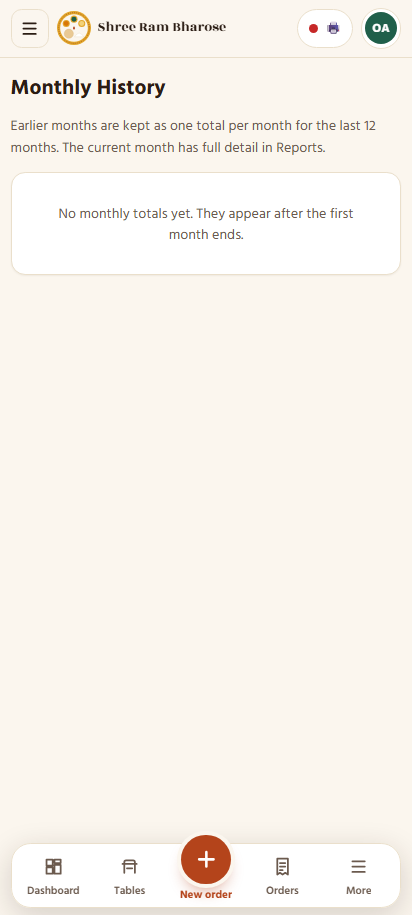 Shree Ram Bharose
OA
Monthly History
Earlier months are kept as one total per month for the last 12
months. The current month has full detail in Reports.
No monthly totals yet. They appear after the first
month ends.
Dashboard
Tables
New order
Orders
More